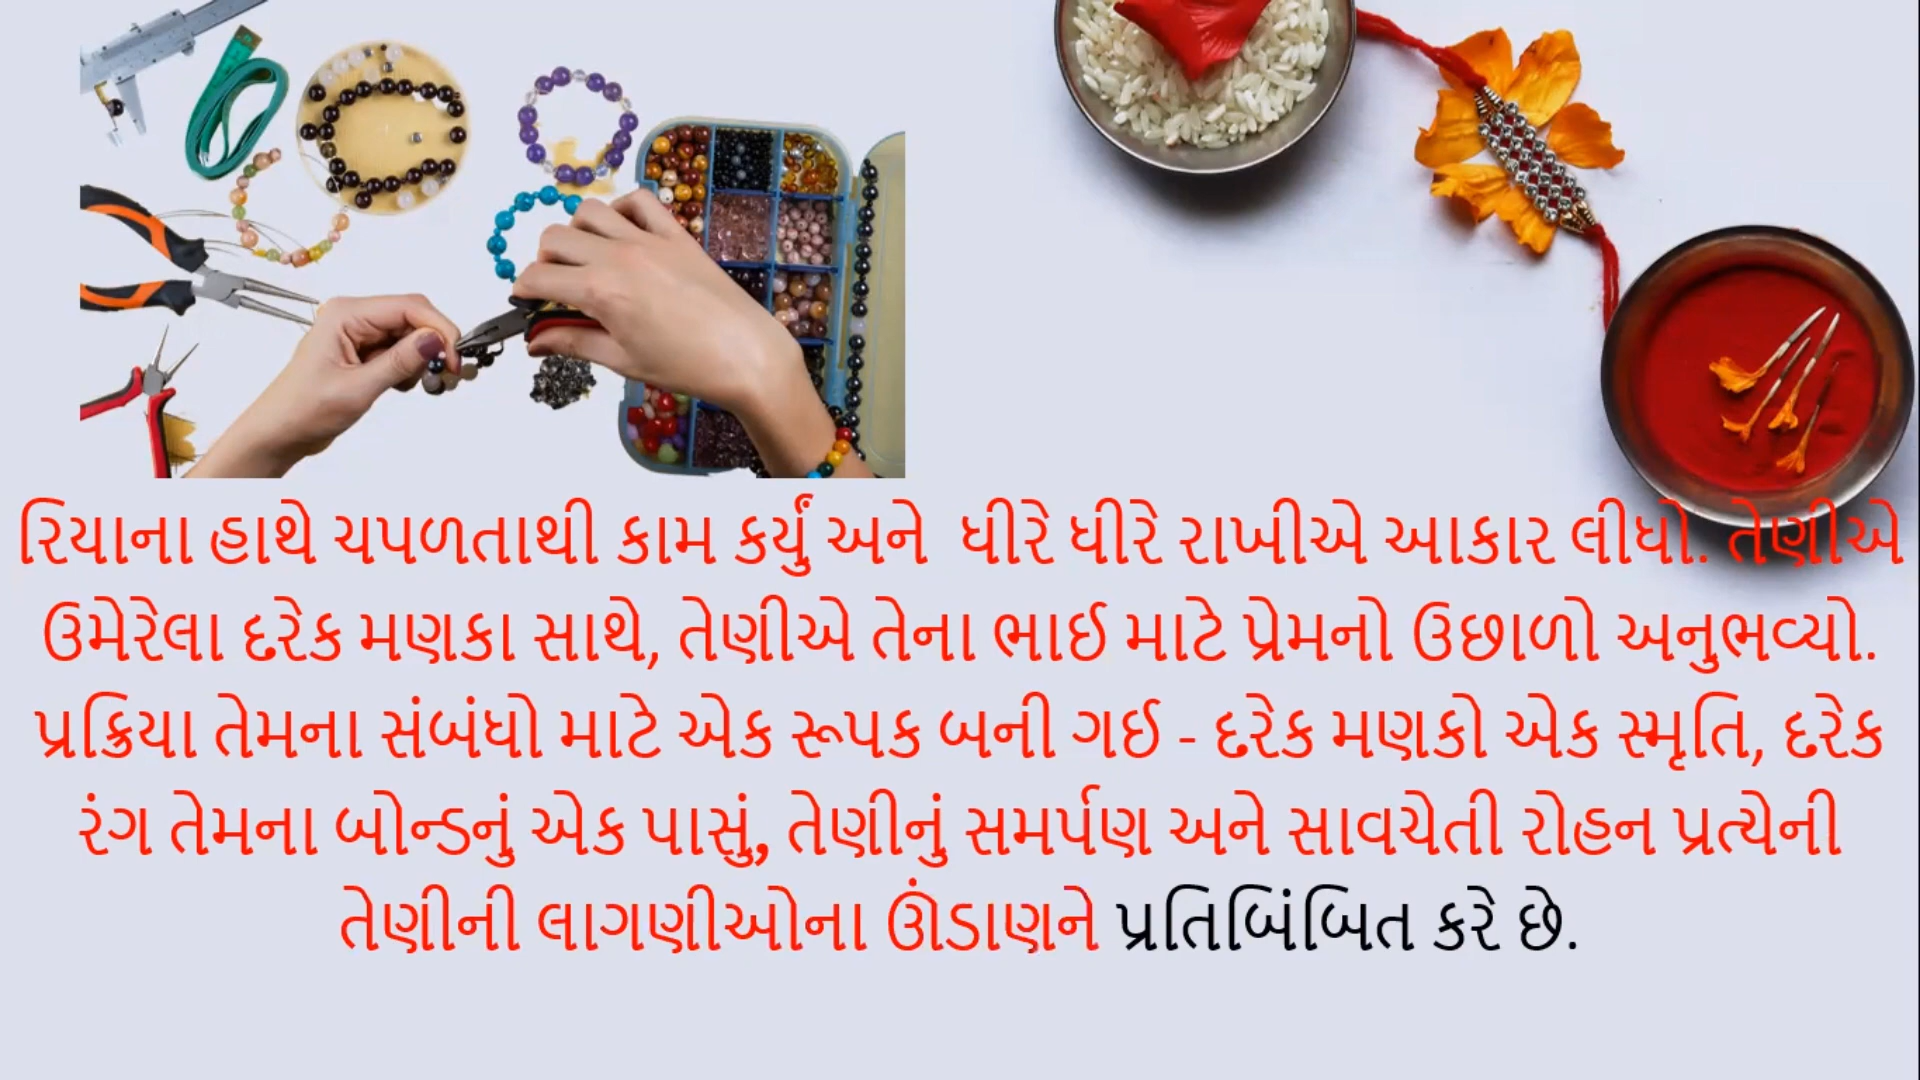 રિયાના હાથે ચપળતાથી કામ કર્યું અને ધીરે ધીરે રાખીએ આકાર લીધો. તેણીએ
ઉમેરેલા દરેક મણકા સાથે, તેણીએ તેના ભાઈ માટે પ્રેમનો ઉછાળો અનુભવ્યો.
પ્રક્રિયા તેમના સંબંધો માટે એક રૂપક બની ગઈ - દરેક મણકો એક સ્મૃતિ, દરેક
રંગ તેમના બોન્ડનું એક પાસું, તેણીનું સમર્પણ અને સાવચેતી રોહન પ્રત્યેની
તેણીની લાગણીઓના ઊંડાણને પ્રતિબિંબિત કરે છે.